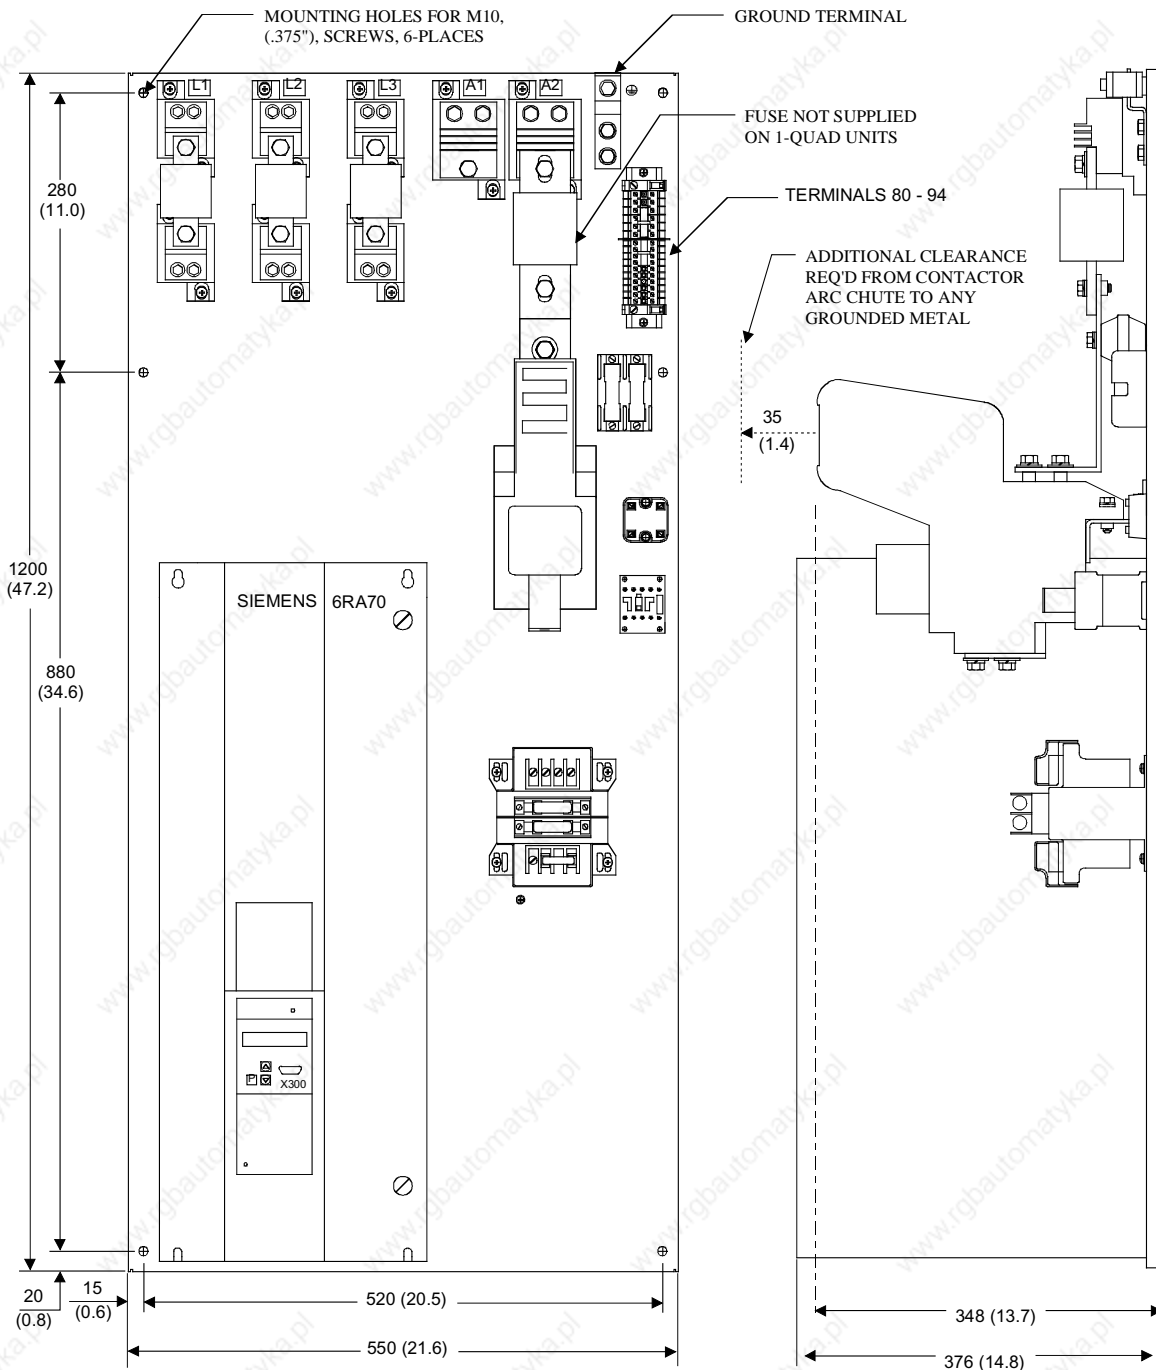 MOUNTING HOLES FOR M10,
(.375"), SCREWS, 6-PLACES
GROUND TERMINAL
L1
L2
L3
A1
A2
FUSE NOT SUPPLIED
ON 1-QUAD UNITS
280
(11.0)
TERMINALS 80 - 94
ADDITIONAL CLEARANCE
REQ'D FROM CONTACTOR
ARC CHUTE TO ANY
GROUNDED METAL
35
(1.4)
1200
(47.2)
SIEMENS
6RA70
880
(34.6)
P
X300
20
(0.8)
15
(0.6)
520 (20.5)
550 (21.6)
348 (13.7)
376 (14.8)
www.rgbautomatyka.pl